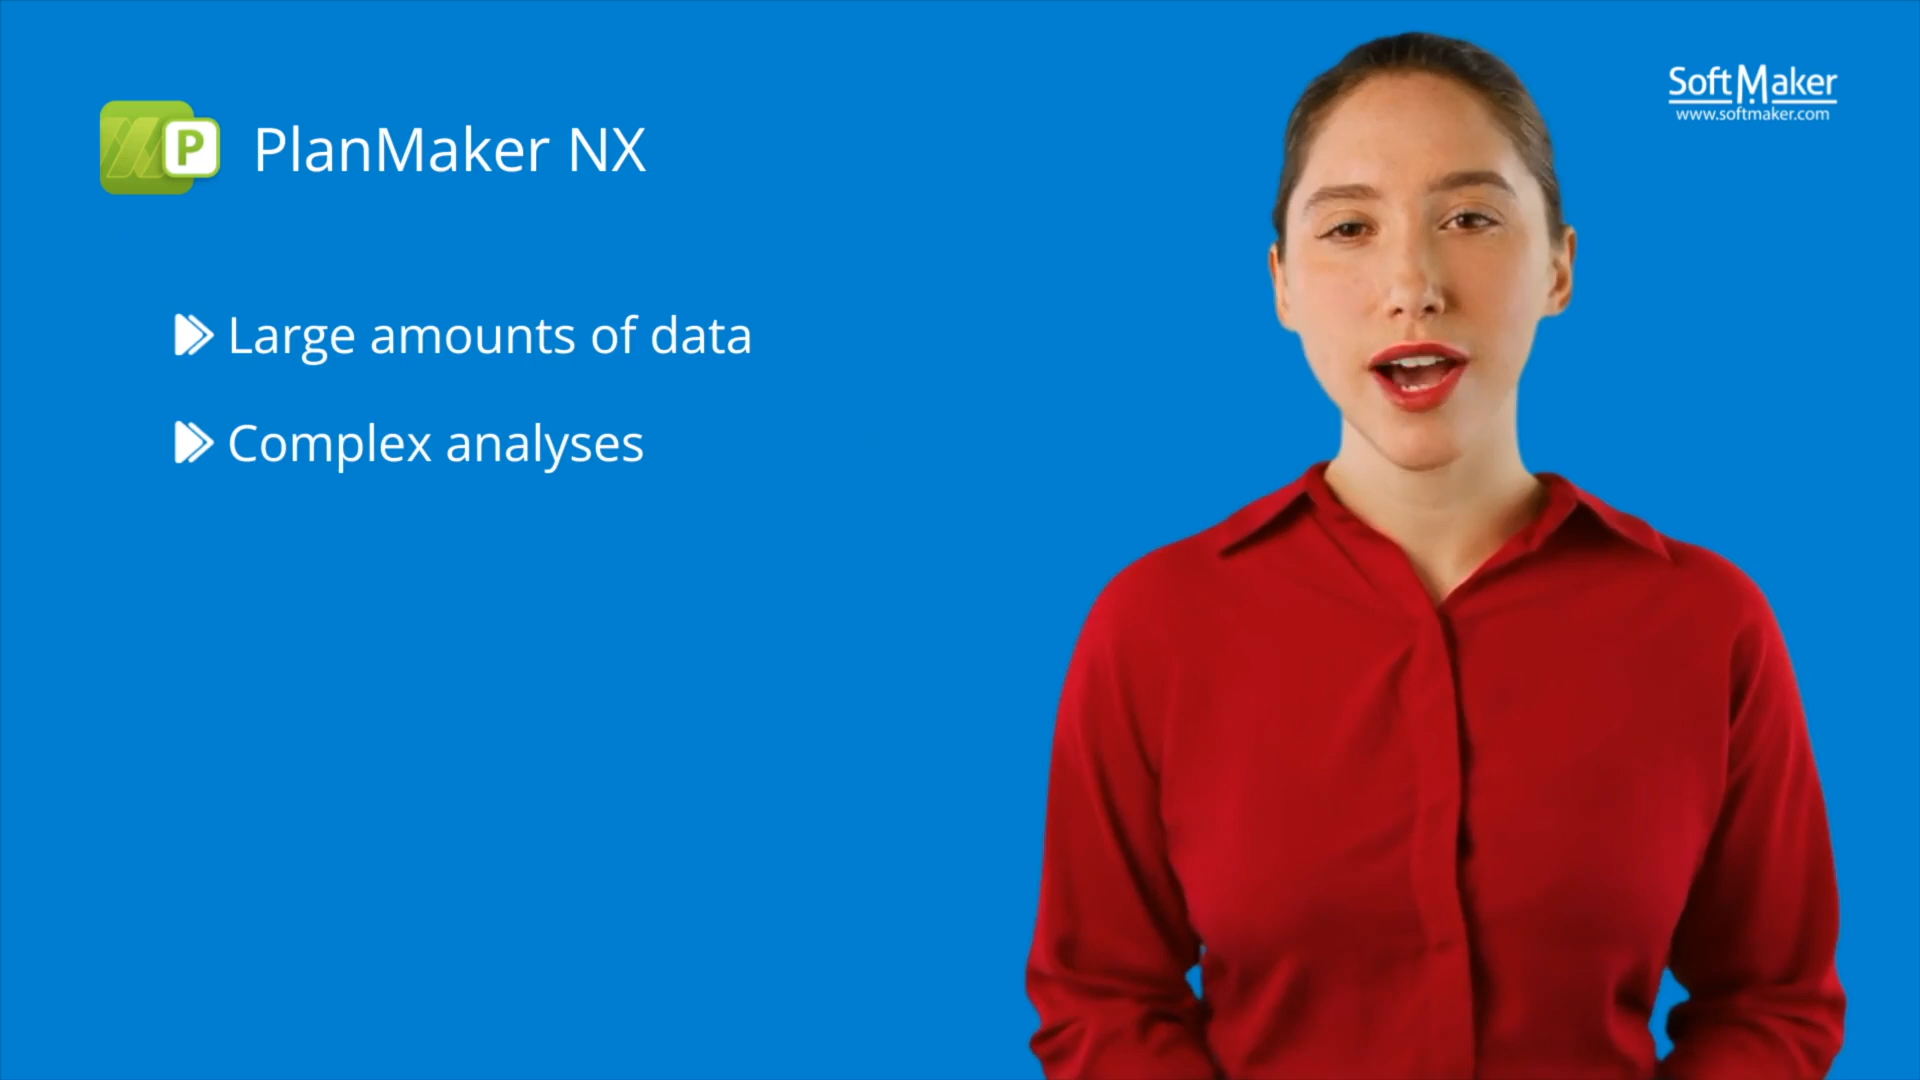 SoftMaker
www.softmaker.com
P PlanMaker NX
Large amounts of data
Complex analyses